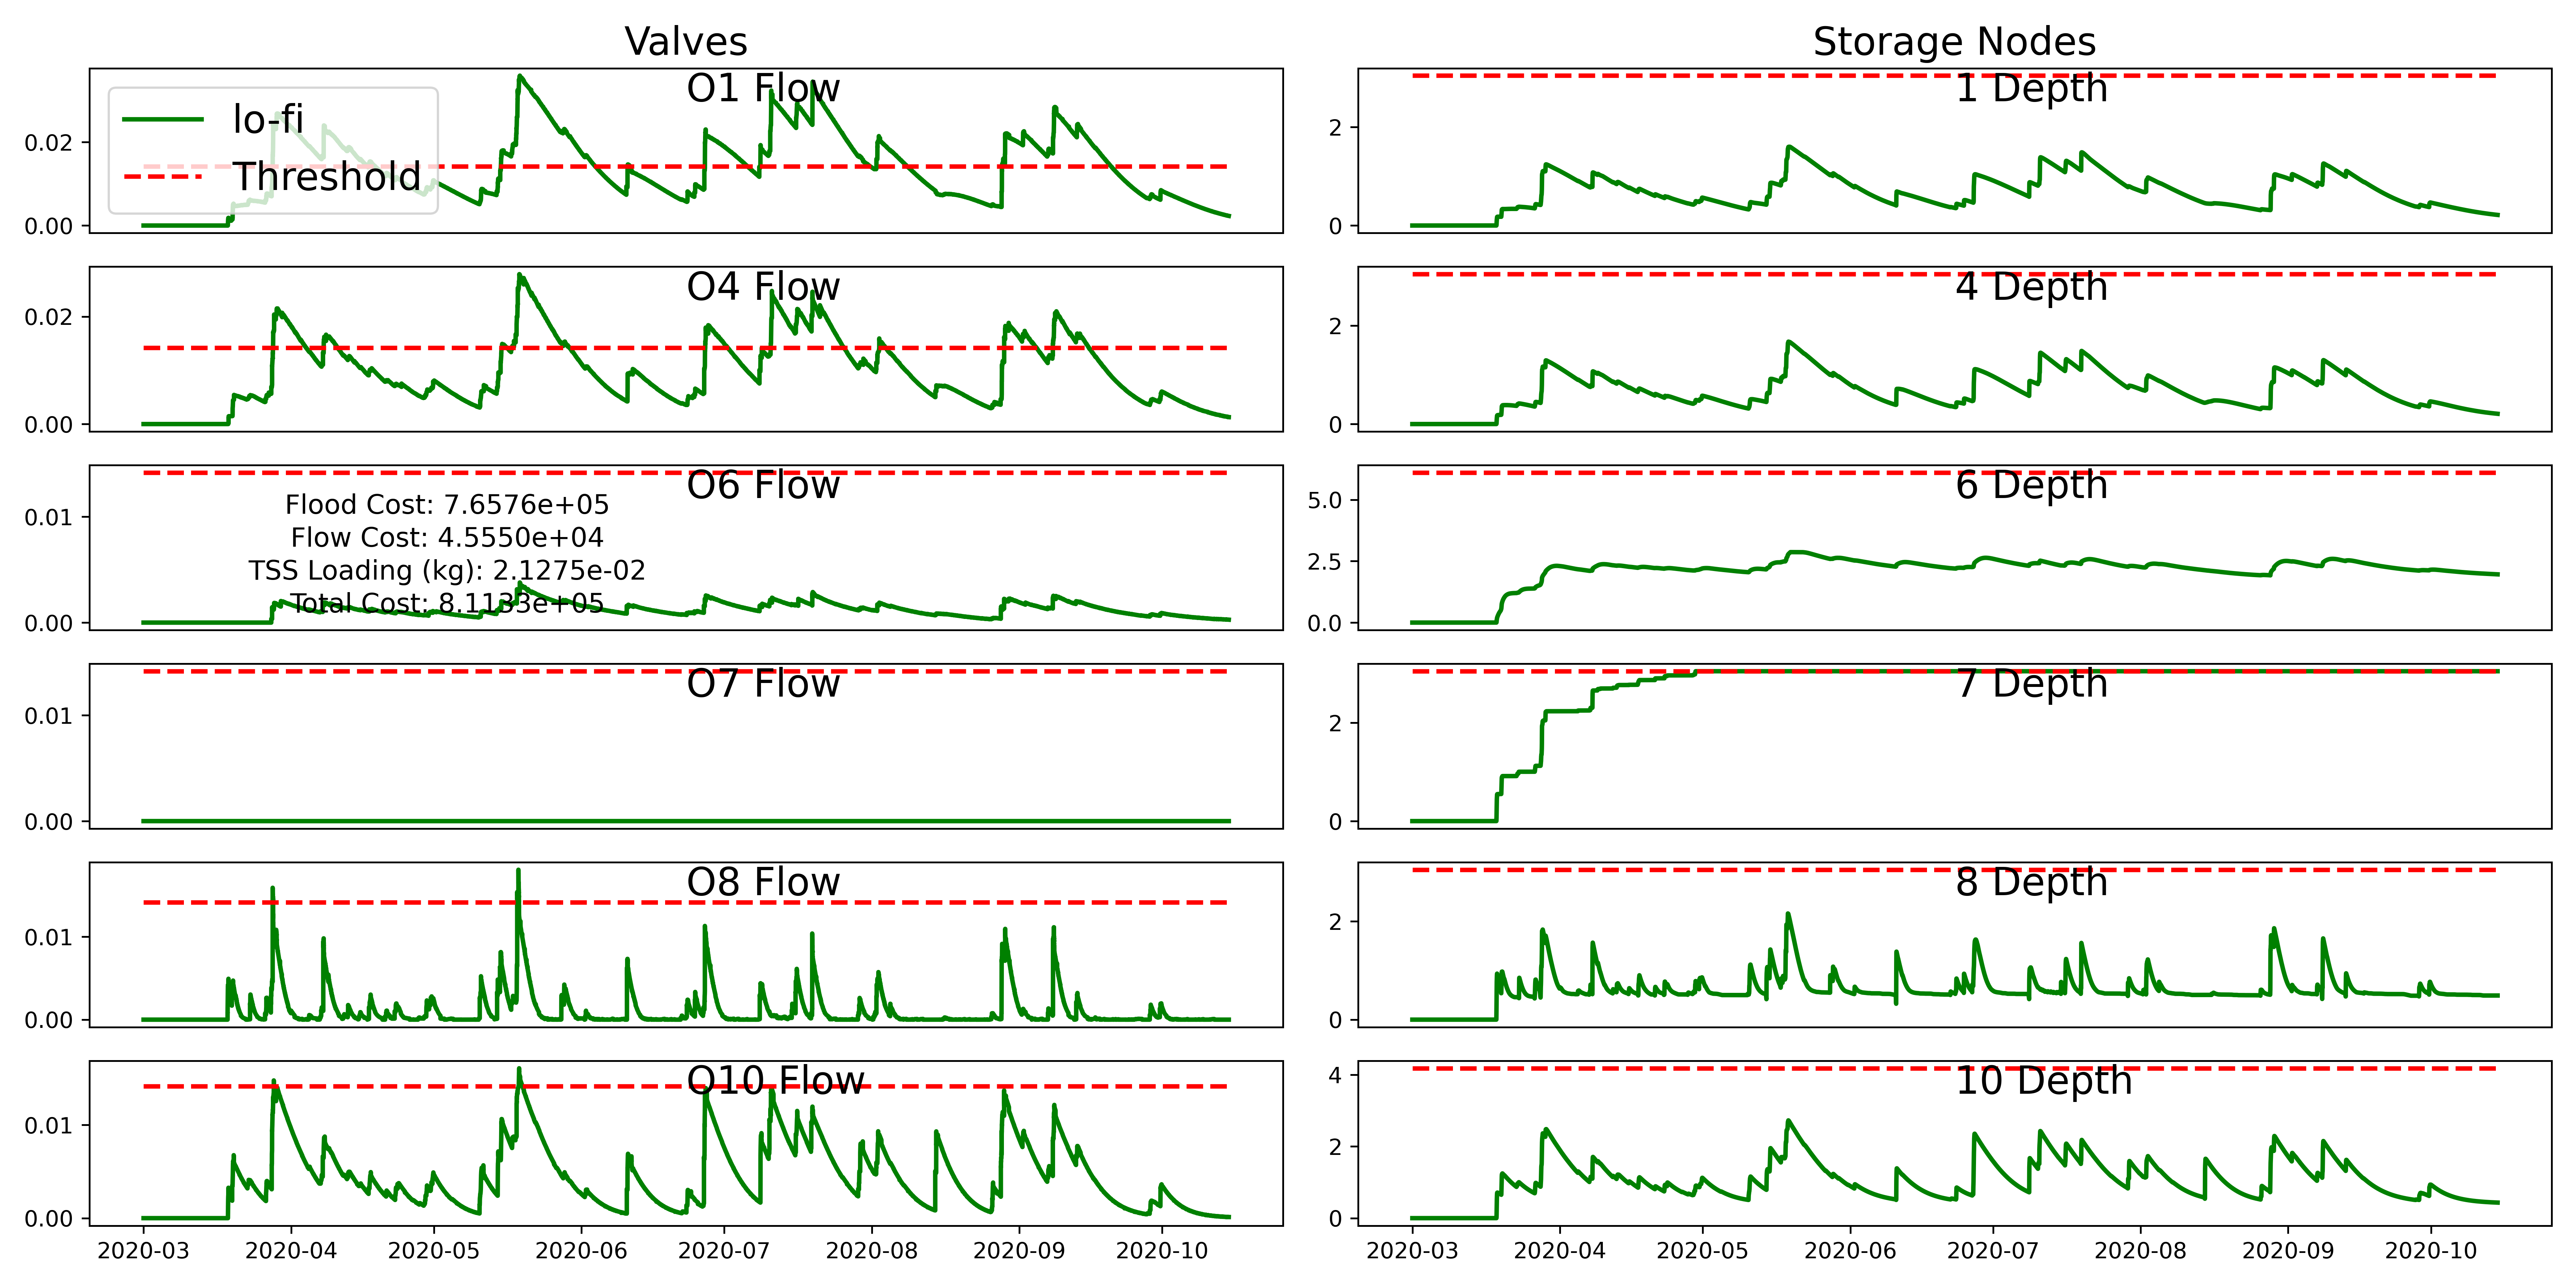 Valves
Storage Nodes
O1 Flow
lo-fi
Threshold
0.02
0.00
1 Depth
2
0
O4 Flow
0.02
0.00
4 Depth
2
0
O6 Flow
0.01
0.00
Flood Cost: 7.6576e+05
Flow Cost: 4.5550e+04
TSS Loading (kg): 2.1275e-02
Total Cost: 8.1133e+05
6 Depth
5.0
2.5
0.0
O7 Flow
0.01
0.00
7 Depth
2
0
O8 Flow
0.01
0.00
8 Depth
2
0
O10 Flow
0.01
0.00
2020-03 2020-04 2020-05 2020-06 2020-07 2020-08 2020-09 2020-10
10 Depth
4
2
0
2020-03 2020-04 2020-05 2020-06 2020-07 2020-08 2020-09 2020-10